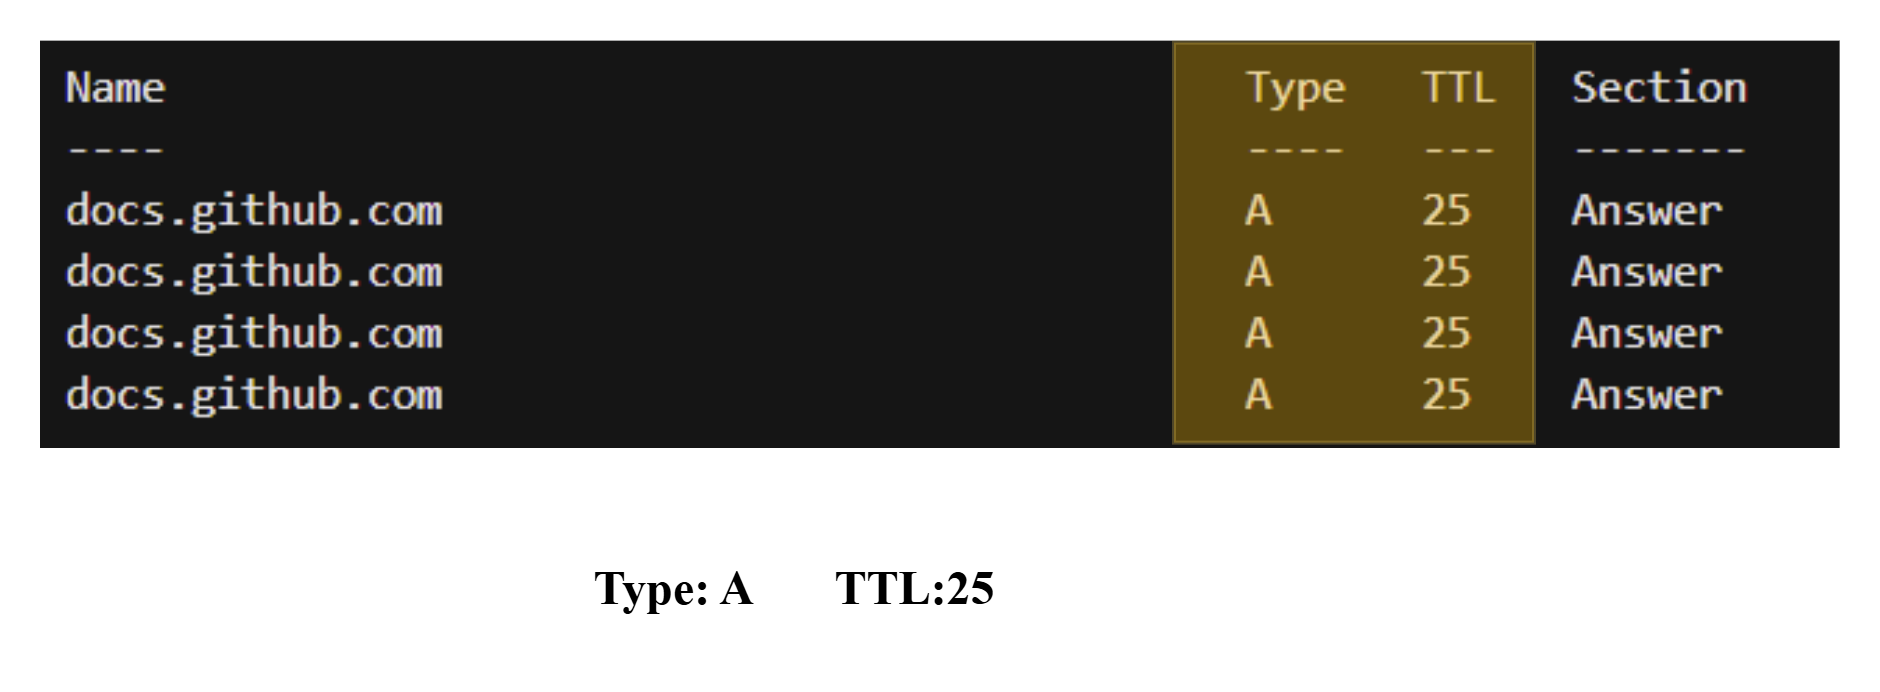 Name Type TTL Section
---- ---- --- -------
docs.github.com A 25 Answer
docs.github.com A 25 Answer
docs.github.com A 25 Answer
docs.github.com A 25 Answer
Type: A TTL:25